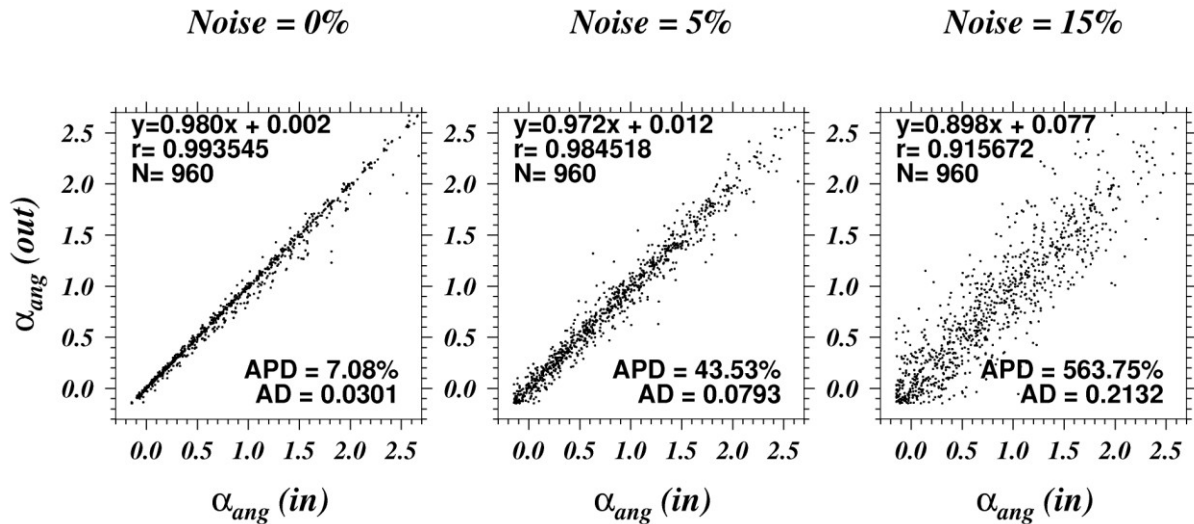 Noise = 0%
Noise = 5%
Noise = 15%
y=0.980x + 0.002
r= 0.993545
N= 960
APD = 7.08%
AD = 0.0301
2.5
2.0
1.5
1.0
0.5
0.0
α_ang (out)
0.0 0.5 1.0 1.5 2.0 2.5
α_ang (in)
y=0.972x + 0.012
r= 0.984518
N= 960
APD = 43.53%
AD = 0.0793
2.5
2.0
1.5
1.0
0.5
0.0
0.0 0.5 1.0 1.5 2.0 2.5
α_ang (in)
y=0.898x + 0.077
r= 0.915672
N= 960
APD = 563.75%
AD = 0.2132
2.5
2.0
1.5
1.0
0.5
0.0
0.0 0.5 1.0 1.5 2.0 2.5
α_ang (in)